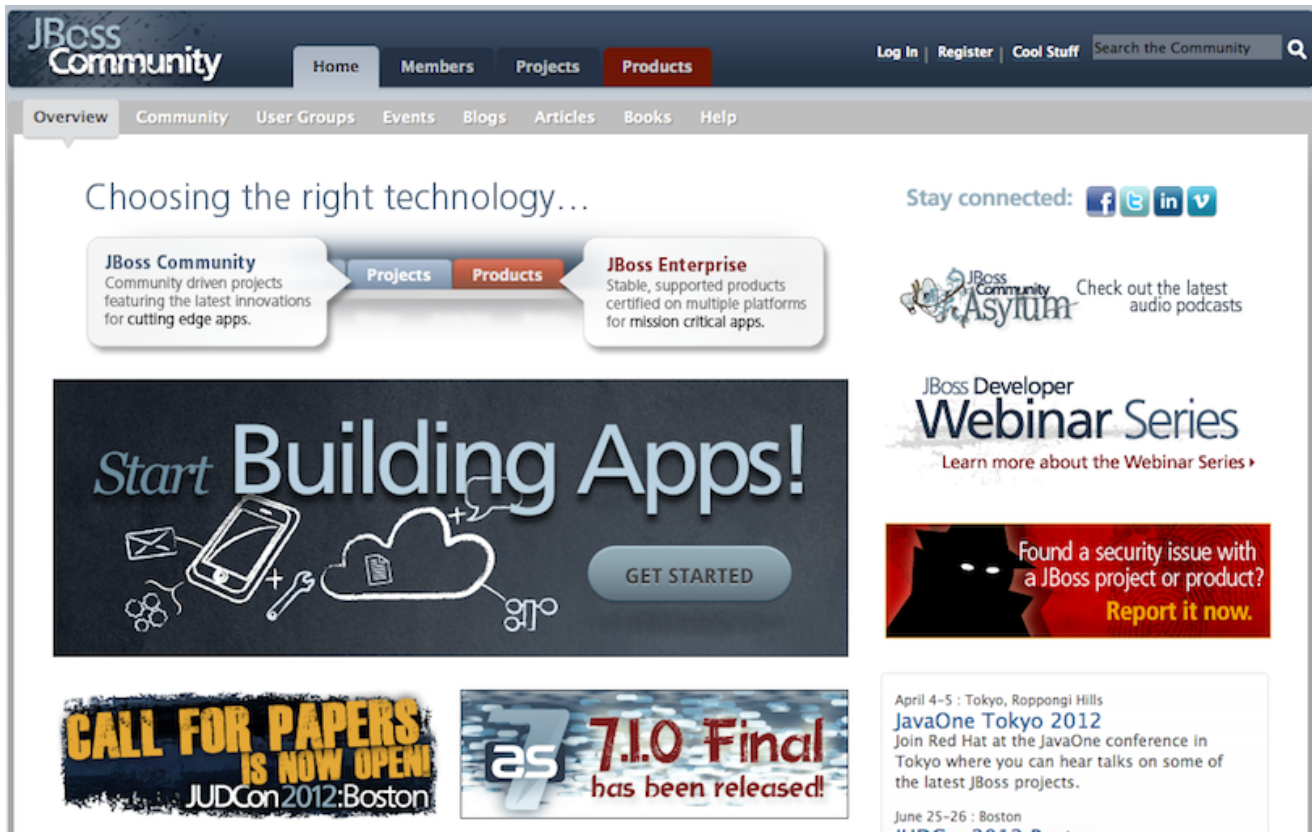 JBoss
Community
Home Members Projects Products
Log In | Register | Cool Stuff Search the Community
Overview Community User Groups Events Blogs Articles Books Help
Choosing the right technology...
JBoss Community
Community driven projects
featuring the latest innovations
for cutting edge apps.
Projects Products
JBoss Enterprise
Stable, supported products
certified on multiple platforms
for mission critical apps.
Start Building Apps!
GET STARTED
CALL FOR PAPERS
IS NOW OPEN!
JUDCon2012:Boston
as 7
7.1.0 Final
has been released!
Stay connected:
f t in v
JBoss
Community
Asylum
Check out the latest
audio podcasts
JBoss Developer
Webinar Series
Learn more about the Webinar Series
Found a security issue with
a JBoss project or product?
Report it now.
April 4-5 : Tokyo, Roppongi Hills
JavaOne Tokyo 2012
Join Red Hat at the JavaOne conference in
Tokyo where you can hear talks on some of
the latest JBoss projects.
June 25-26 : Boston